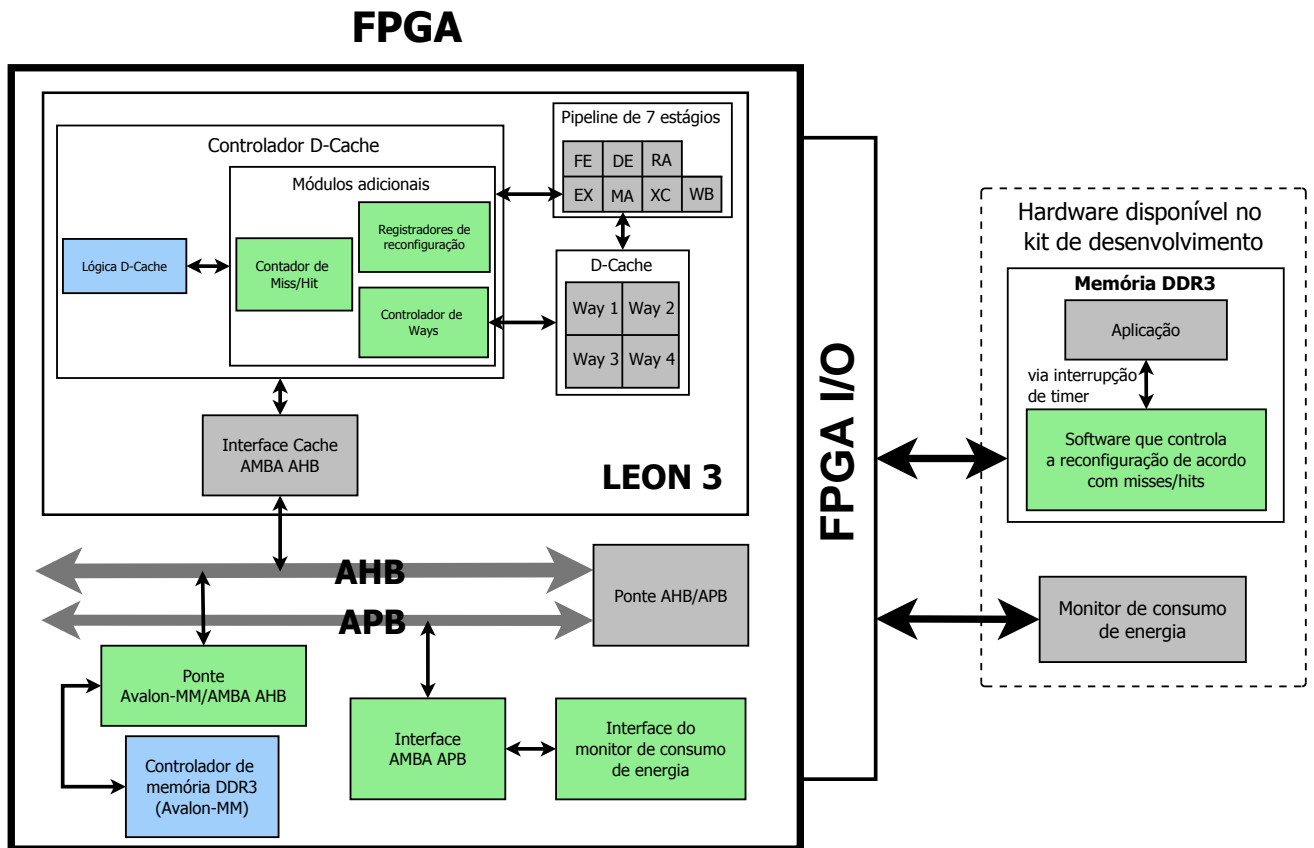 FPGA
Pipeline de 7 estágios
FE DE RA
EX MA XC WB
Controlador D-Cache
Módulos adicionais
Registradores de
reconfiguração
Lógica D-Cache
Contador de
Miss/Hit
Controlador de
Ways
D-Cache
Way 1 Way 2
Way 3 Way 4
Interface Cache
AMBA AHB
LEON 3
AHB
APB
Ponte AHB/APB
Ponte
Avalon-MM/AMBA AHB
Controlador de
memória DDR3
(Avalon-MM)
Interface
AMBA APB
Interface do
monitor de consumo
de energia
FPGA I/O
Hardware disponível no
kit de desenvolvimento
Memória DDR3
Aplicação
via interrupção
de timer
Software que controla
a reconfiguração de acordo
com misses/hits
Monitor de consumo
de energia